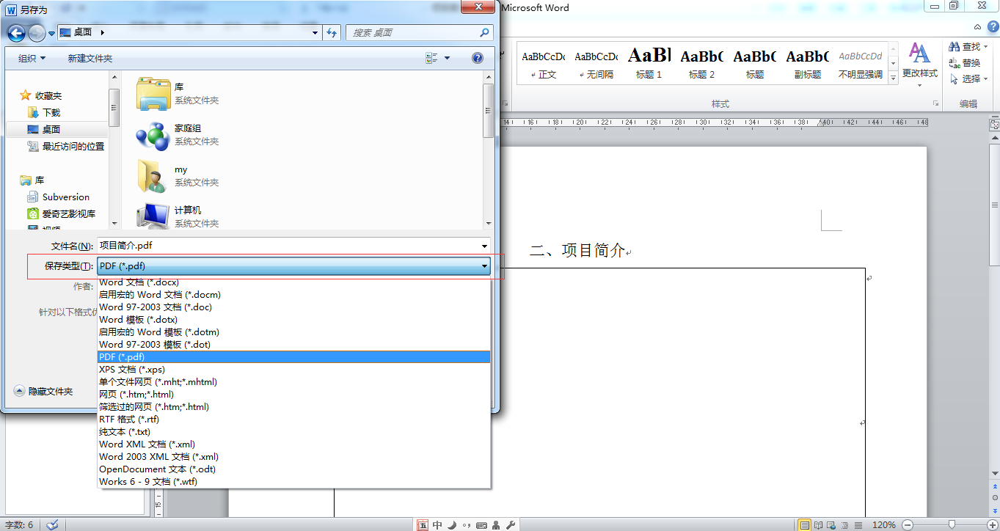 另存为
Microsoft Word
桌面
搜索 桌面
组织
新建文件夹
收藏夹
下载
桌面
最近访问的位置
库
Subversion
爱奇艺影视库
视频
库
系统文件夹
家庭组
系统文件夹
my
系统文件夹
计算机
系统文件夹
文件名(N): 项目简介.pdf
保存类型(T): PDF (*.pdf)
作者:
针对以下格式
Word 文档 (*.docx)
启用宏的 Word 文档 (*.docm)
Word 97-2003 文档 (*.doc)
Word 模板 (*.dotx)
启用宏的 Word 模板 (*.dotm)
Word 97-2003 模板 (*.dot)
PDF (*.pdf)
XPS 文档 (*.xps)
单个文件网页 (*.mht;*.mhtml)
网页 (*.htm;*.html)
筛选过的网页 (*.htm;*.html)
RTF 格式 (*.rtf)
纯文本 (*.txt)
Word XML 文档 (*.xml)
Word 2003 XML 文档 (*.xml)
OpenDocument 文本 (*.odt)
Works 6 - 9 文档 (*.wtf)
隐藏文件夹
AaBbCcDc AaBbCcDc AaBl AaBbC AaBbC AaBbC AaBbCcDd
正文 无间隔 标题 1 标题 2 标题 副标题 不明显强调
更改样式
查找
替换
选择
样式
编辑
14 16 18 20 22 24 26 28 30 32 34 36 38 40 42 44 46 48
二、项目简介
15
字数: 6
五 中
120%